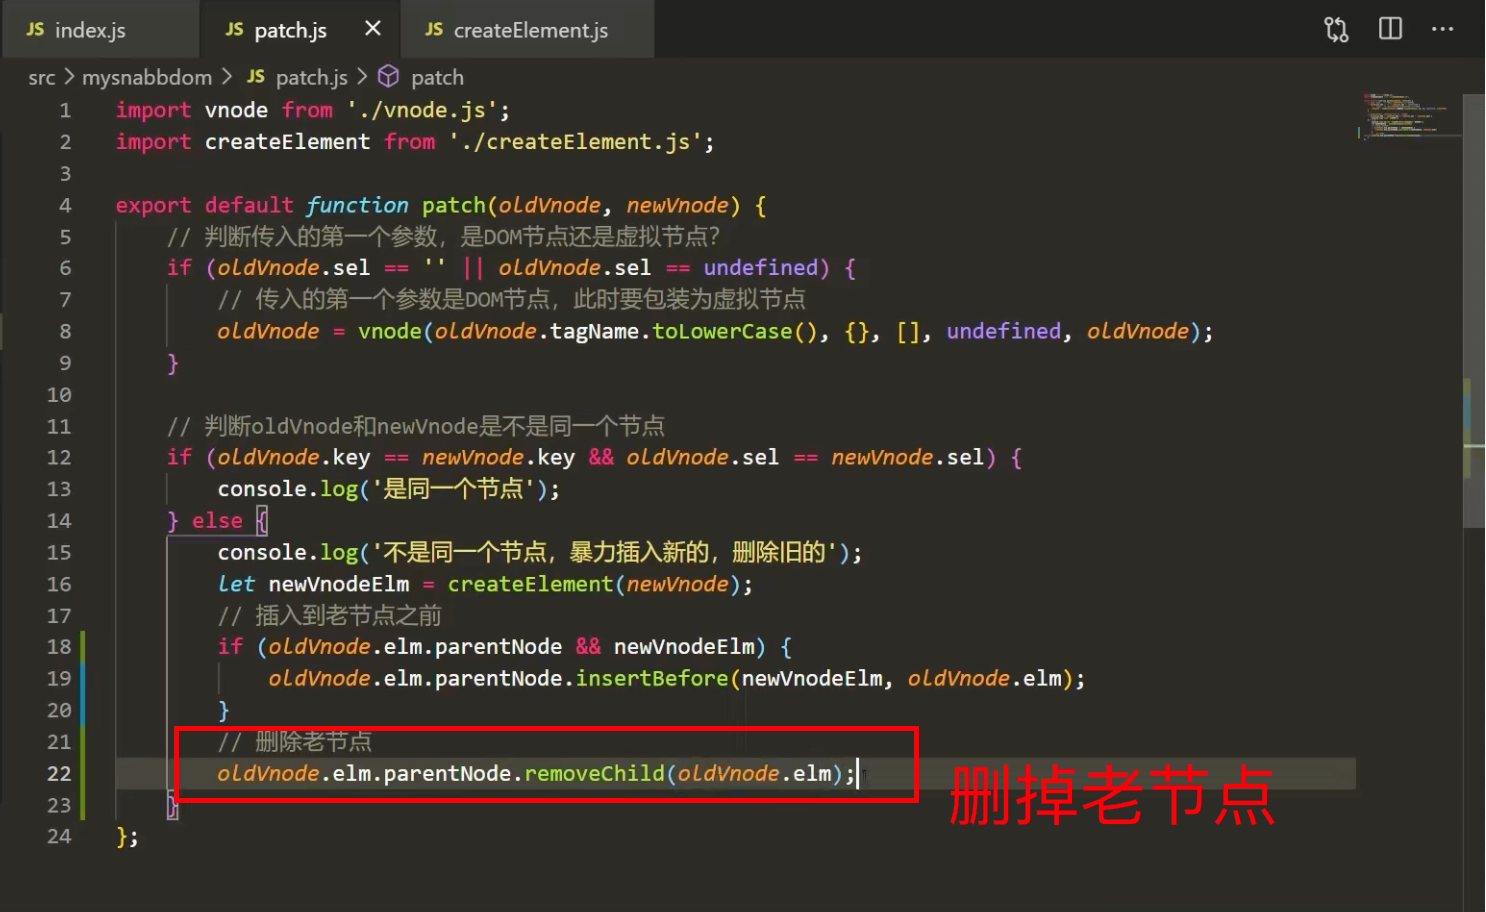 JS index.js
JS patch.js
JS createElement.js
src > mysnabbdom > JS patch.js > patch
1 import vnode from './vnode.js';
2 import createElement from './createElement.js';
3
4 export default function patch(oldVnode, newVnode) {
5 // 判断传入的第一个参数，是DOM节点还是虚拟节点？
6 if (oldVnode.sel == '' || oldVnode.sel == undefined) {
7 // 传入的第一个参数是DOM节点，此时要包装为虚拟节点
8 oldVnode = vnode(oldVnode.tagName.toLowerCase(), {}, [], undefined, oldVnode);
9 }
10
11 // 判断oldVnode和newVnode是不是同一个节点
12 if (oldVnode.key == newVnode.key && oldVnode.sel == newVnode.sel) {
13 console.log('是同一个节点');
14 } else {
15 console.log('不是同一个节点，暴力插入新的，删除旧的');
16 let newVnodeElm = createElement(newVnode);
17 // 插入到老节点之前
18 if (oldVnode.elm.parentNode && newVnodeElm) {
19 oldVnode.elm.parentNode.insertBefore(newVnodeElm, oldVnode.elm);
20 }
21 // 删除老节点
22 oldVnode.elm.parentNode.removeChild(oldVnode.elm);
23 }
24 };
删掉老节点